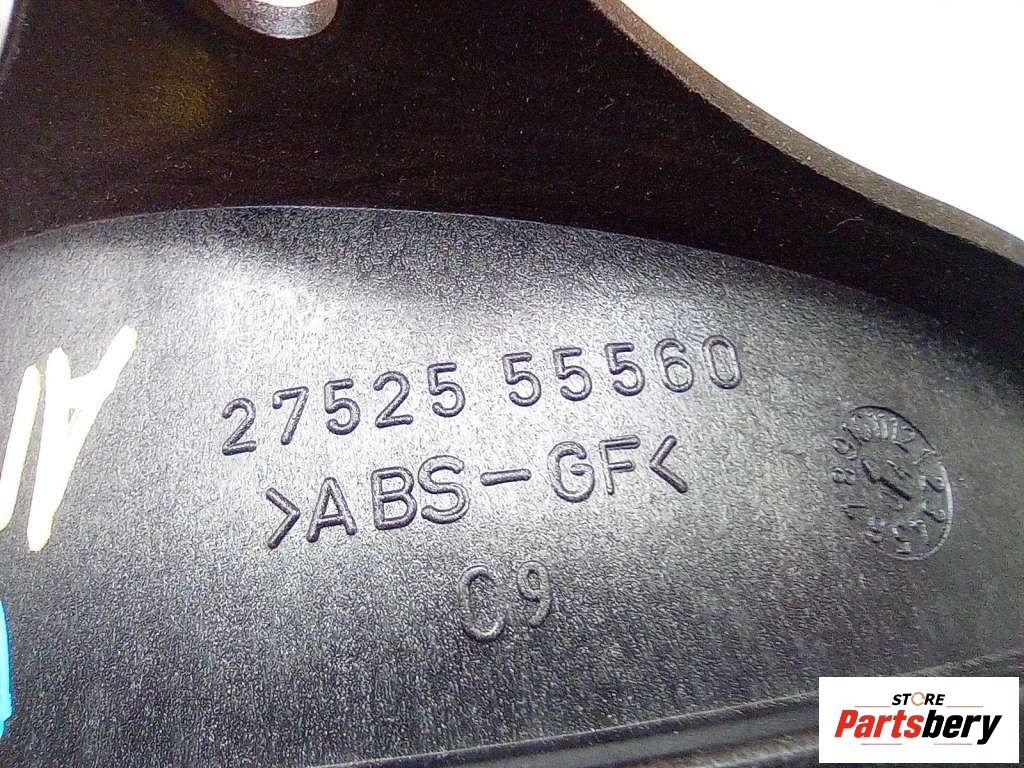 27525 55560
>ABS-GF<
C9
STORE
Partsbery